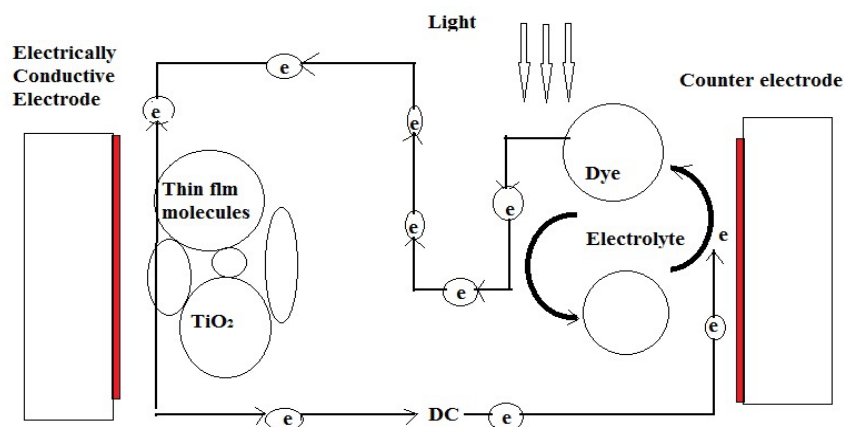 Light
Electrically
Conductive
Electrode
Counter electrode
e
e
e
Thin flm
molecules
Dye
e
e
e
Electrolyte
e
e
TiO₂
e
e
DC
e